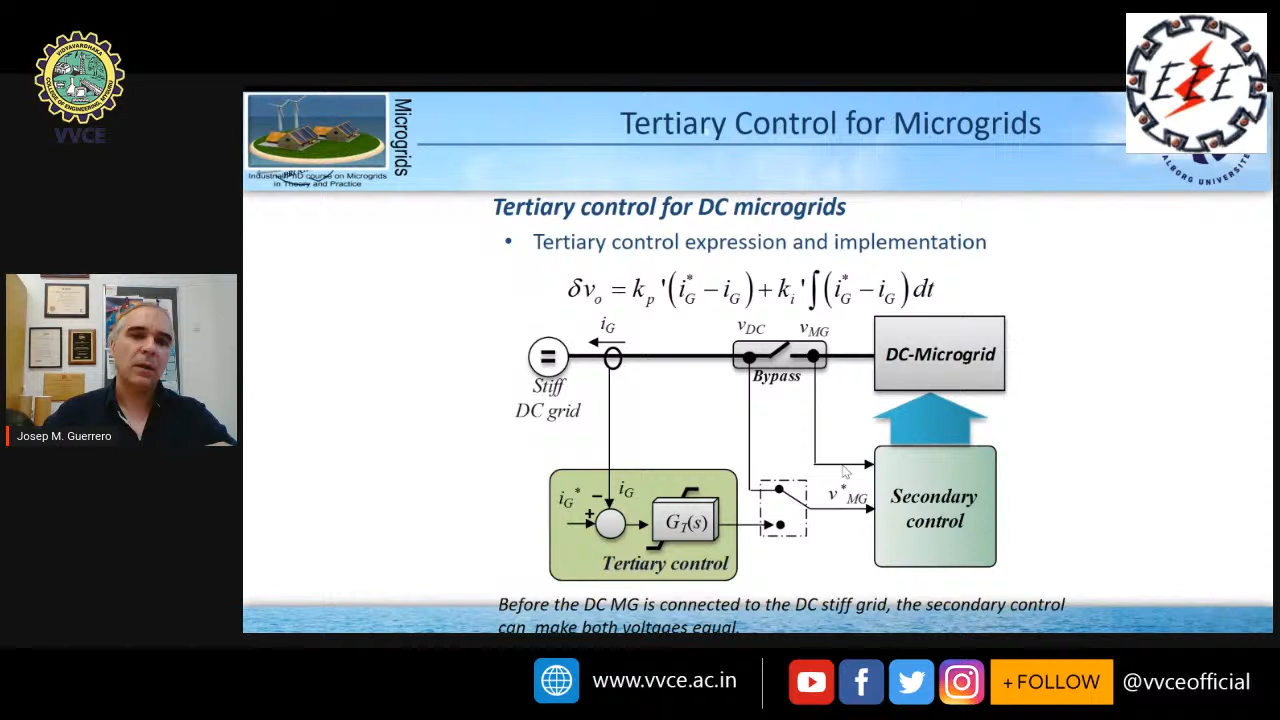 VIDYAVARDHAKA
VVCE
Microgrids
Tertiary Control for Microgrids
EEE
ALBORG UNIVERSITE
Industrial PhD course on Microgrids
in Theory and Practice
Tertiary control for DC microgrids
• Tertiary control expression and implementation
δv_o = k_p '(i_G^* − i_G) + k_i '∫(i_G^* − i_G) dt
i_G
v_DC
v_MG
Stiff
DC grid
Bypass
DC-Microgrid
i_G^*
i_G
G_T(s)
Tertiary control
v^*_MG
Secondary
control
Before the DC MG is connected to the DC stiff grid, the secondary control
can make both voltages equal.
Josep M. Guerrero
www.vvce.ac.in
+ FOLLOW
@vvceofficial